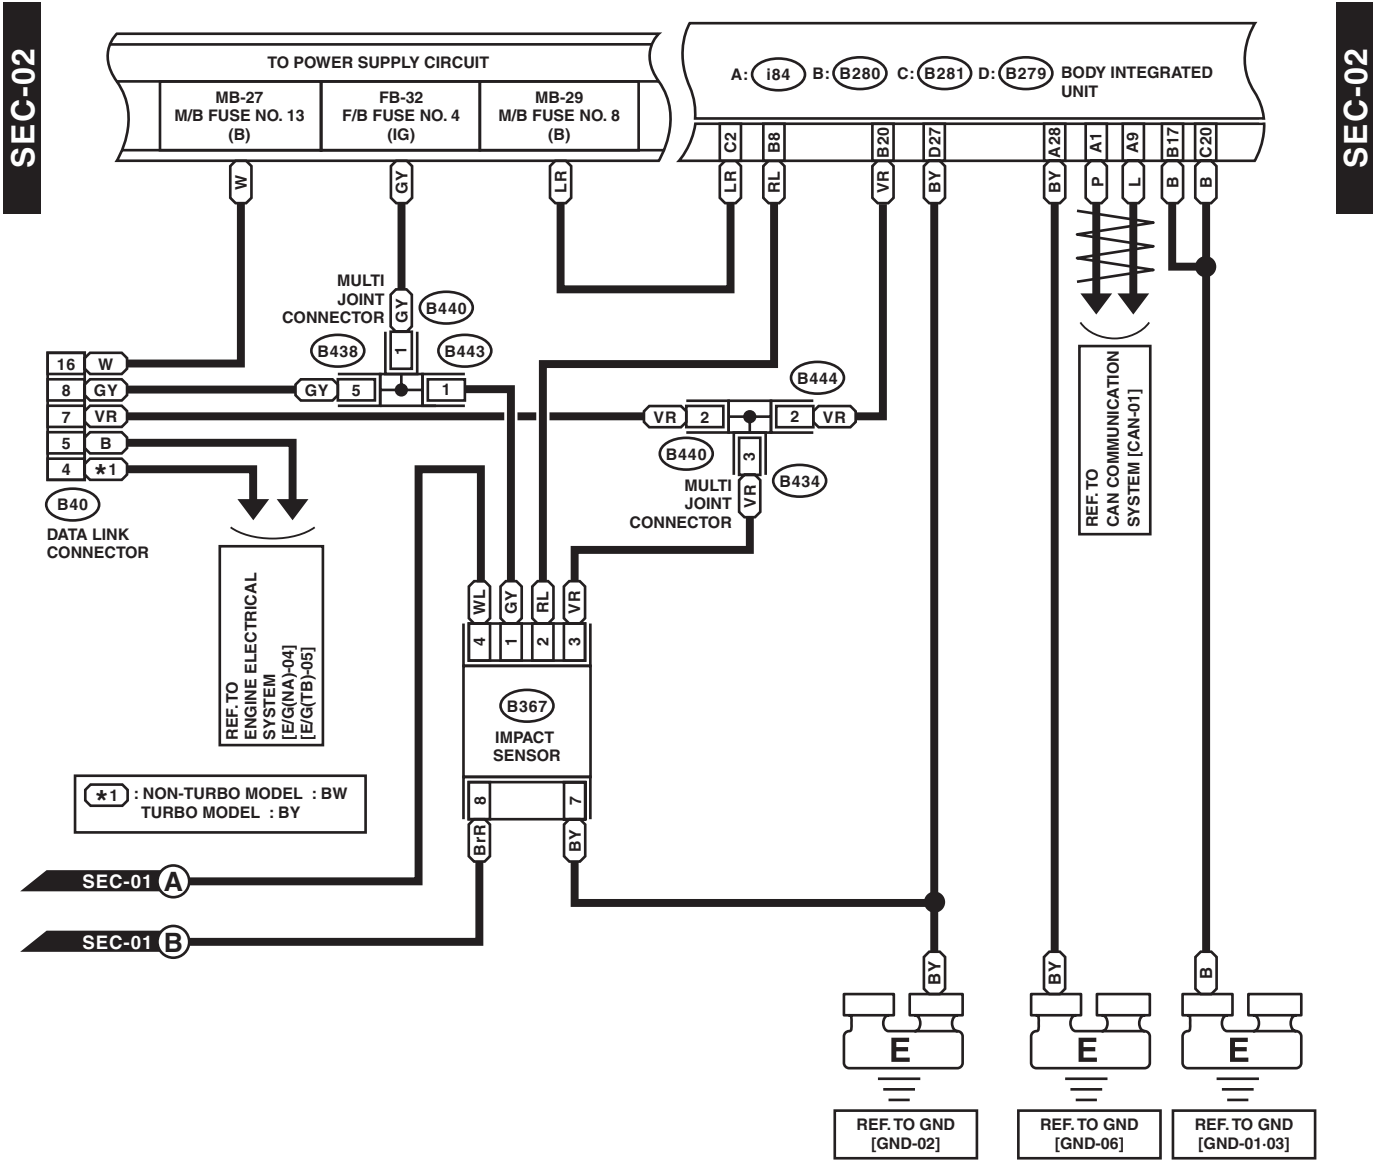 SEC-02
SEC-02
TO POWER SUPPLY CIRCUIT
MB-27
M/B FUSE NO. 13
(B)
FB-32
F/B FUSE NO. 4
(IG)
MB-29
M/B FUSE NO. 8
(B)
A: i84 B: B280 C: B281 D: B279 BODY INTEGRATED
UNIT
C2
B8
B20
D27
A28
A1
A9
B17
C20
W
GY
LR
LR
RL
VR
BY
BY
P
L
B
B
MULTI
JOINT
CONNECTOR
GY
B440
1
B438
B443
16 W
8 GY
GY 5
1
7 VR
5 B
4 *1
B40
DATA LINK
CONNECTOR
B444
VR 2
2 VR
B440
3
B434
VR
MULTI
JOINT
CONNECTOR
REF. TO
CAN COMMUNICATION
SYSTEM [CAN-01]
REF. TO
ENGINE ELECTRICAL
SYSTEM
[E/G(NA)-04]
[E/G(TB)-05]
WL
GY
RL
VR
4
1
2
3
B367
IMPACT
SENSOR
8
7
BrR
BY
*1 : NON-TURBO MODEL : BW
TURBO MODEL : BY
SEC-01 A
SEC-01 B
BY
BY
B
E
E
E
REF. TO GND
[GND-02]
REF. TO GND
[GND-06]
REF. TO GND
[GND-01·03]